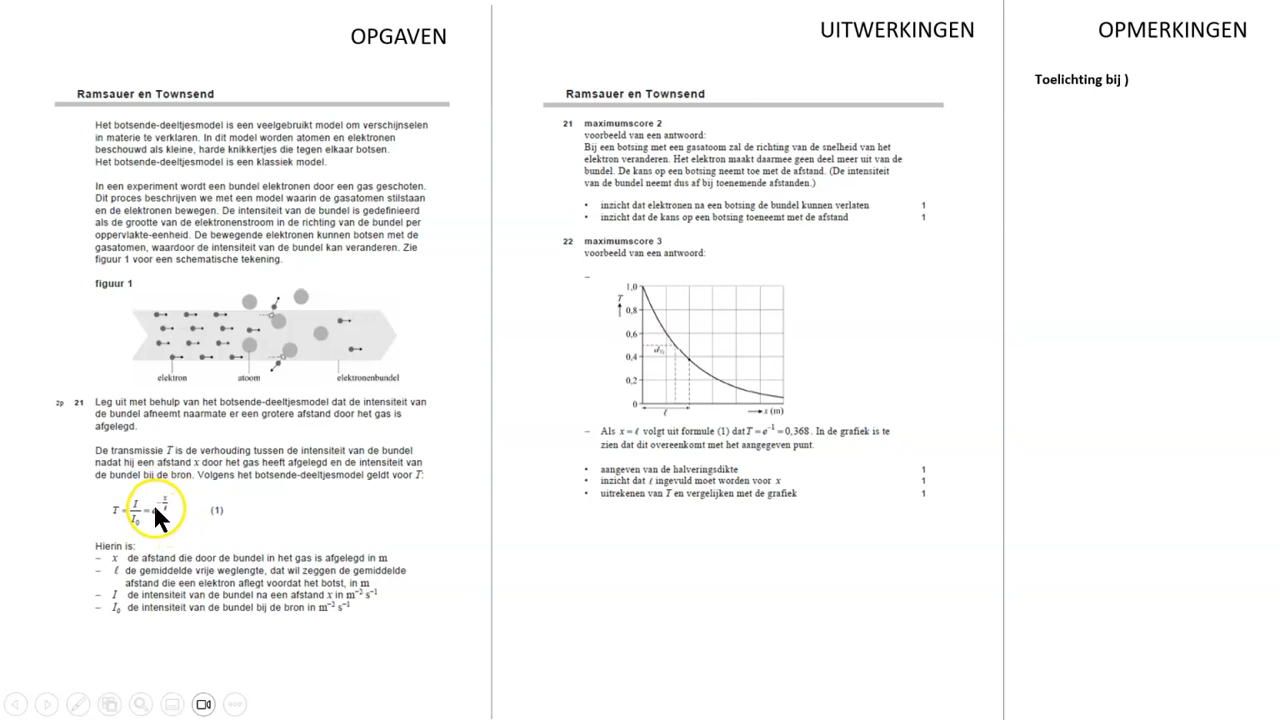 OPGAVEN
Ramsauer en Townsend
Het botsende-deeltjesmodel is een veelgebruikt model om verschijnselen
in materie te verklaren. In dit model worden atomen en elektronen
beschouwd als kleine, harde knikkertjes die tegen elkaar botsen.
Het botsende-deeltjesmodel is een klassiek model.
In een experiment wordt een bundel elektronen door een gas geschoten.
Dit proces beschrijven we met een model waarin de gasatomen stilstaan
en de elektronen bewegen. De intensiteit van de bundel is gedefinieerd
als de grootte van de elektronenstroom in de richting van de bundel per
oppervlakte-eenheid. De bewegende elektronen kunnen botsen met de
gasatomen, waardoor de intensiteit van de bundel kan veranderen. Zie
figuur 1 voor een schematische tekening.
figuur 1
elektron atoom elektronenbundel
2p 21 Leg uit met behulp van het botsende-deeltjesmodel dat de intensiteit van
de bundel afneemt naarmate er een grotere afstand door het gas is
afgelegd.
De transmissie T is de verhouding tussen de intensiteit van de bundel
nadat hij een afstand x door het gas heeft afgelegd en de intensiteit van
de bundel bij de bron. Volgens het botsende-deeltjesmodel geldt voor T:
T = I/I₀ = (1)
Hierin is:
– x de afstand die door de bundel in het gas is afgelegd in m
– ℓ de gemiddelde vrije weglengte, dat wil zeggen de gemiddelde
afstand die een elektron aflegt voordat het botst, in m
– I de intensiteit van de bundel na een afstand x in m⁻² s⁻¹
– I₀ de intensiteit van de bundel bij de bron in m⁻² s⁻¹
UITWERKINGEN
Ramsauer en Townsend
21 maximumscore 2
voorbeeld van een antwoord:
Bij een botsing met een gasatoom zal de richting van de snelheid van het
elektron veranderen. Het elektron maakt daarmee geen deel meer uit van de
bundel. De kans op een botsing neemt toe met de afstand. (De intensiteit
van de bundel neemt dus af bij toenemende afstanden.)
• inzicht dat elektronen na een botsing de bundel kunnen verlaten 1
• inzicht dat de kans op een botsing toeneemt met de afstand 1
22 maximumscore 3
voorbeeld van een antwoord:
–
1,0
T
0,8
0,6
d½
0,4
0,2
0
ℓ x (m)
– Als x = ℓ volgt uit formule (1) dat T = e⁻¹ = 0,368. In de grafiek is te
zien dat dit overeenkomt met het aangegeven punt.
• aangeven van de halveringsdikte 1
• inzicht dat ℓ ingevuld moet worden voor x 1
• uitrekenen van T en vergelijken met de grafiek 1
OPMERKINGEN
Toelichting bij )